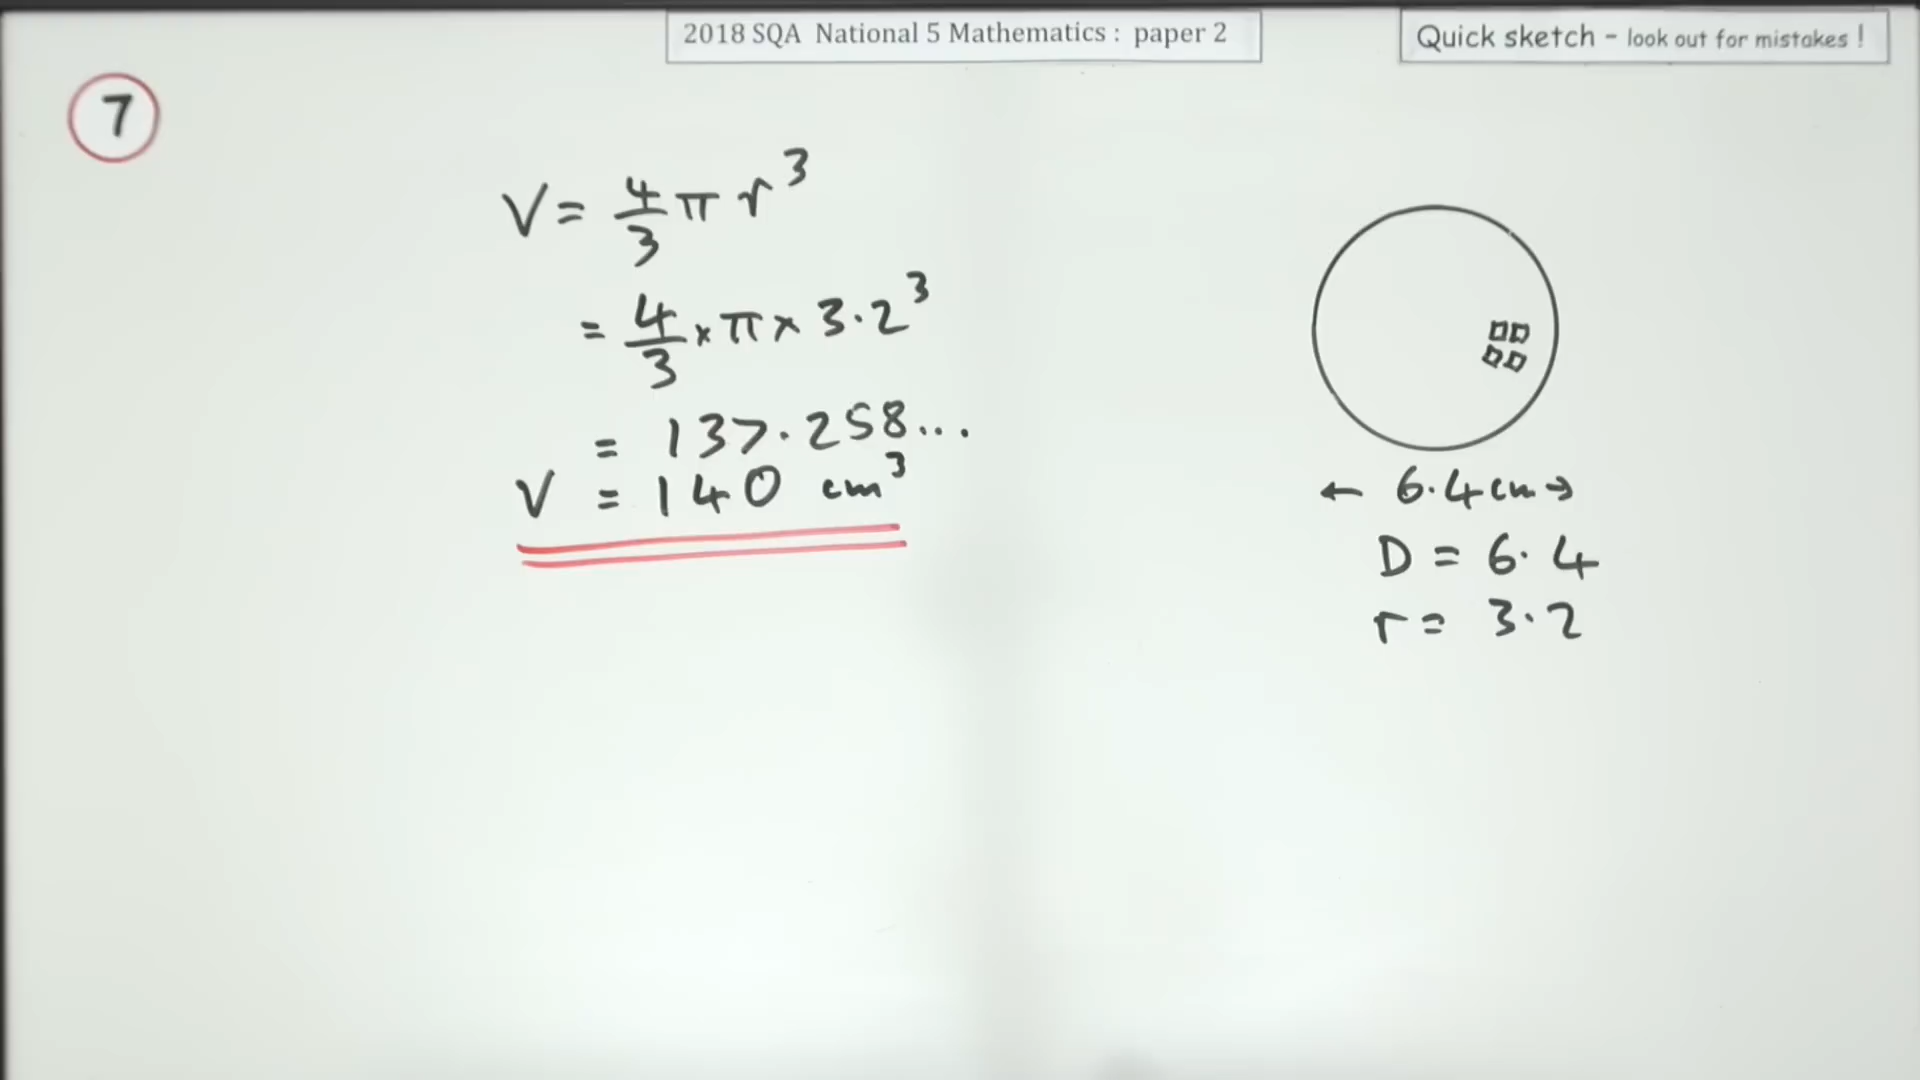 2018 SQA National 5 Mathematics : paper 2
Quick sketch - look out for mistakes !
7
V = 4/3 π r³
= 4/3 × π × 3·2³
= 137·258...
V = 140 cm³
← 6·4cm →
D = 6·4
r = 3·2